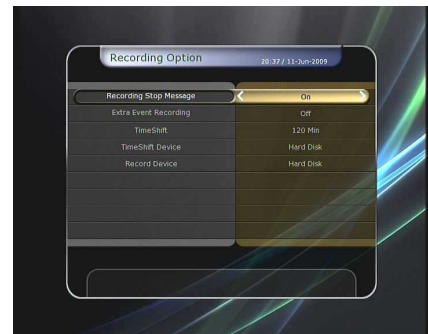 Recording Option 20:37 / 11-Jun-2009
Recording Stop Message On
Extra Event Recording Off
TimeShift 120 Min
TimeShift Device Hard Disk
Record Device Hard Disk